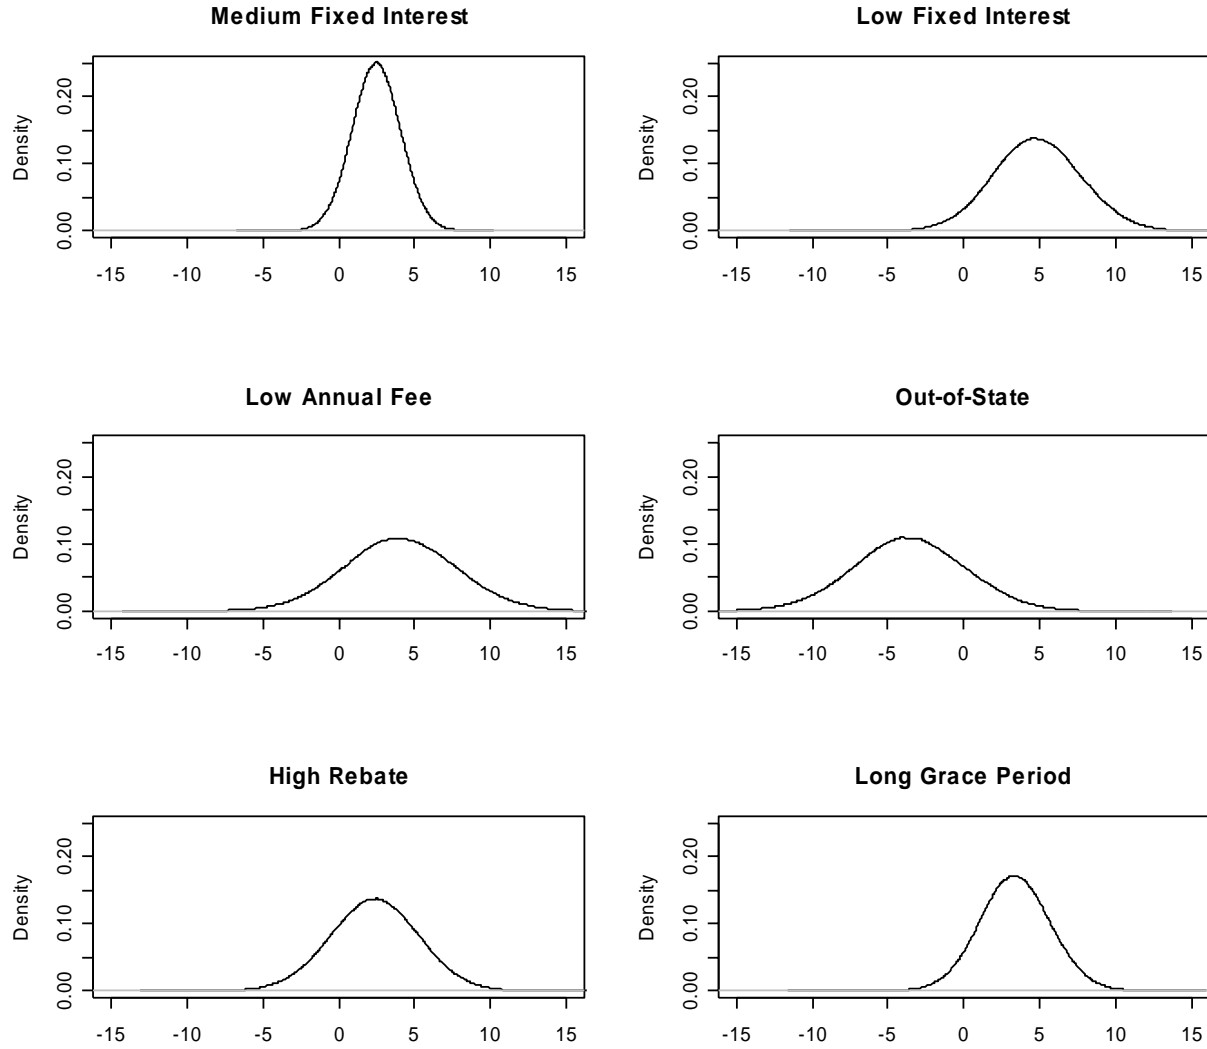 Medium Fixed Interest
Low Fixed Interest
Density
0.00 0.10 0.20
-15 -10 -5 0 5 10 15
Density
0.00 0.10 0.20
-15 -10 -5 0 5 10 15
Low Annual Fee
Out-of-State
Density
0.00 0.10 0.20
-15 -10 -5 0 5 10 15
Density
0.00 0.10 0.20
-15 -10 -5 0 5 10 15
High Rebate
Long Grace Period
Density
0.00 0.10 0.20
-15 -10 -5 0 5 10 15
Density
0.00 0.10 0.20
-15 -10 -5 0 5 10 15